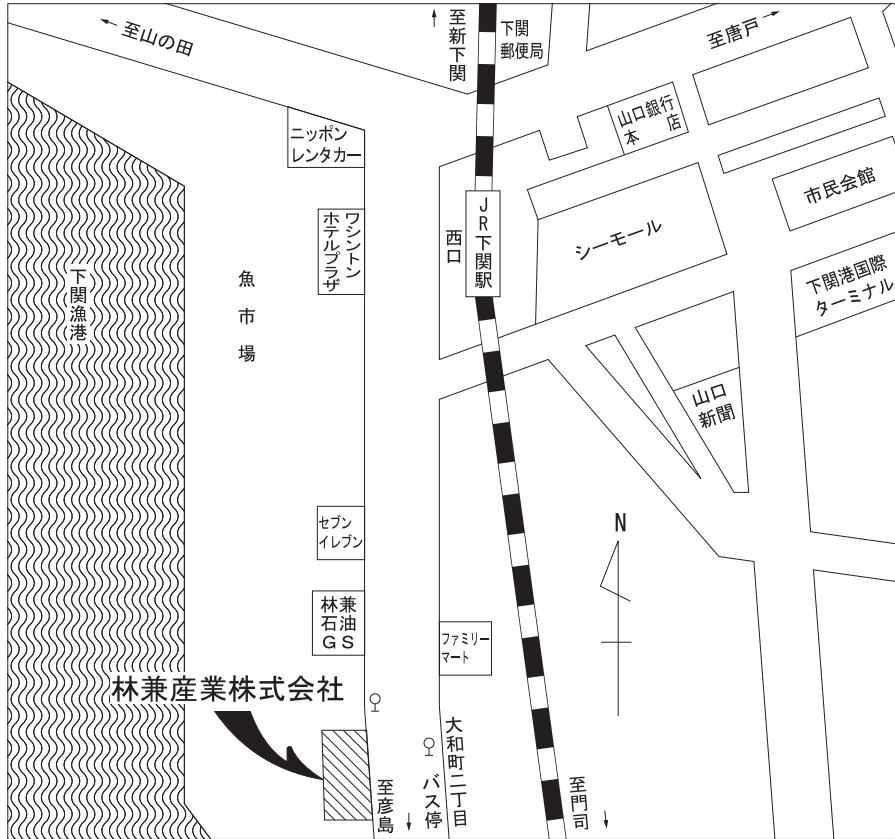 ←至山の田
↑
至新下関
下関
郵便局
至唐戸→
ニッポン
レンタカー
山口銀行
本　店
市民会館
ワシントン
ホテルプラザ
西口
JR下関駅
シーモール
下関港国際
ターミナル
下関漁港
魚市場
山口
新聞
セブン
イレブン
N
林兼
石油
GS
ファミリー
マート
林兼産業株式会社
大和町二丁目
バス停
至彦島
↓
至門司
↓